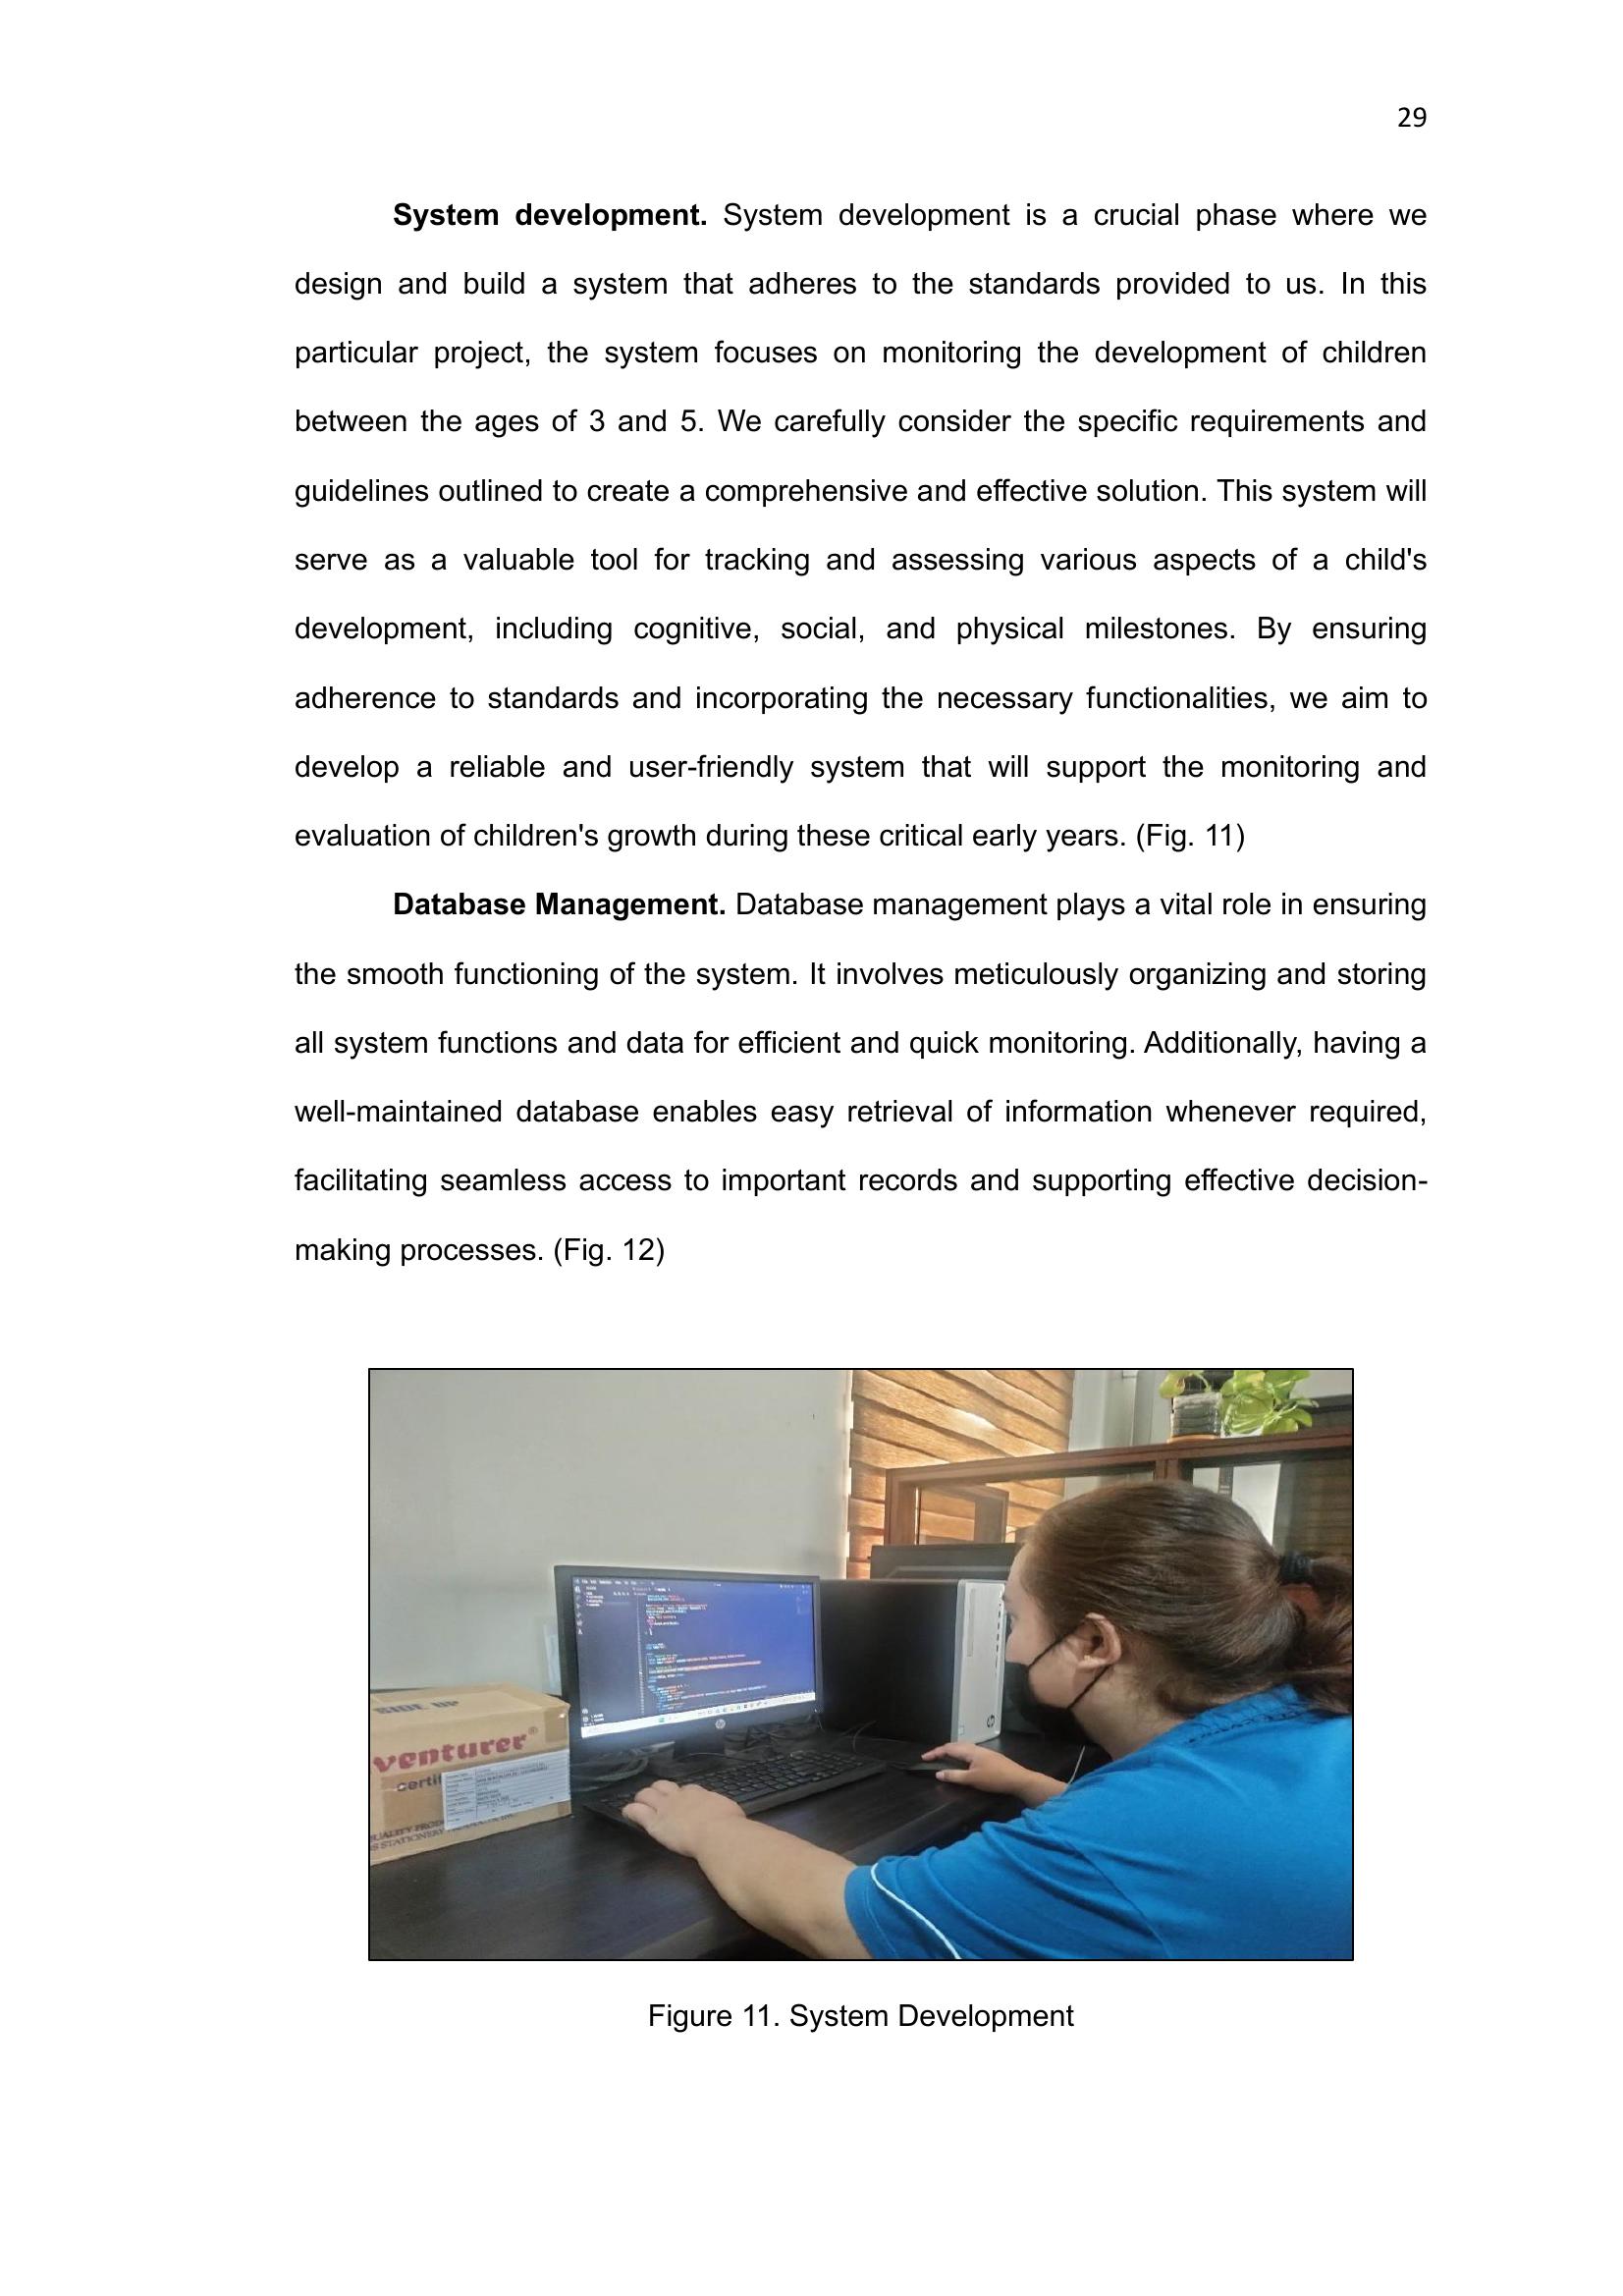 29
System development. System development is a crucial phase where we
design and build a system that adheres to the standards provided to us. In this
particular project, the system focuses on monitoring the development of children
between the ages of 3 and 5. We carefully consider the specific requirements and
guidelines outlined to create a comprehensive and effective solution. This system will
serve as a valuable tool for tracking and assessing various aspects of a child's
development, including cognitive, social, and physical milestones. By ensuring
adherence to standards and incorporating the necessary functionalities, we aim to
develop a reliable and user-friendly system that will support the monitoring and
evaluation of children's growth during these critical early years. (Fig. 11)
Database Management. Database management plays a vital role in ensuring
the smooth functioning of the system. It involves meticulously organizing and storing
all system functions and data for efficient and quick monitoring. Additionally, having a
well-maintained database enables easy retrieval of information whenever required,
facilitating seamless access to important records and supporting effective decision-
making processes. (Fig. 12)
SIDE UP
venturer®
certif
STATIONERY
hp
hp
Figure 11. System Development